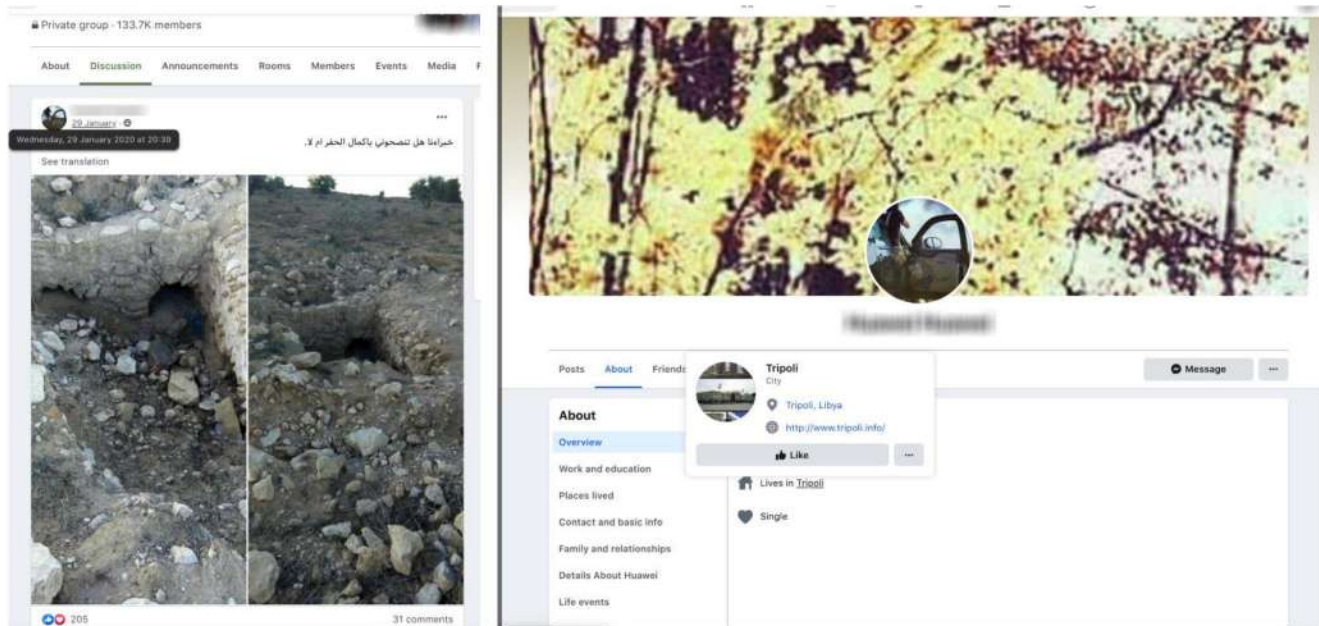 Private group · 133.7K members
About Discussion Announcements Rooms Members Events Media
29 January ·
Wednesday, 29 January 2020 at 20:30
خبراءنا هل تنصحوني باكمال الحفر ام لا.
See translation
205 31 comments
Posts About Friends
Message
Tripoli
City
Tripoli, Libya
http://www.tripoli.info/
Like
About
Overview
Work and education
Places lived
Contact and basic info
Family and relationships
Details About Huawei
Life events
Lives in Tripoli
Single